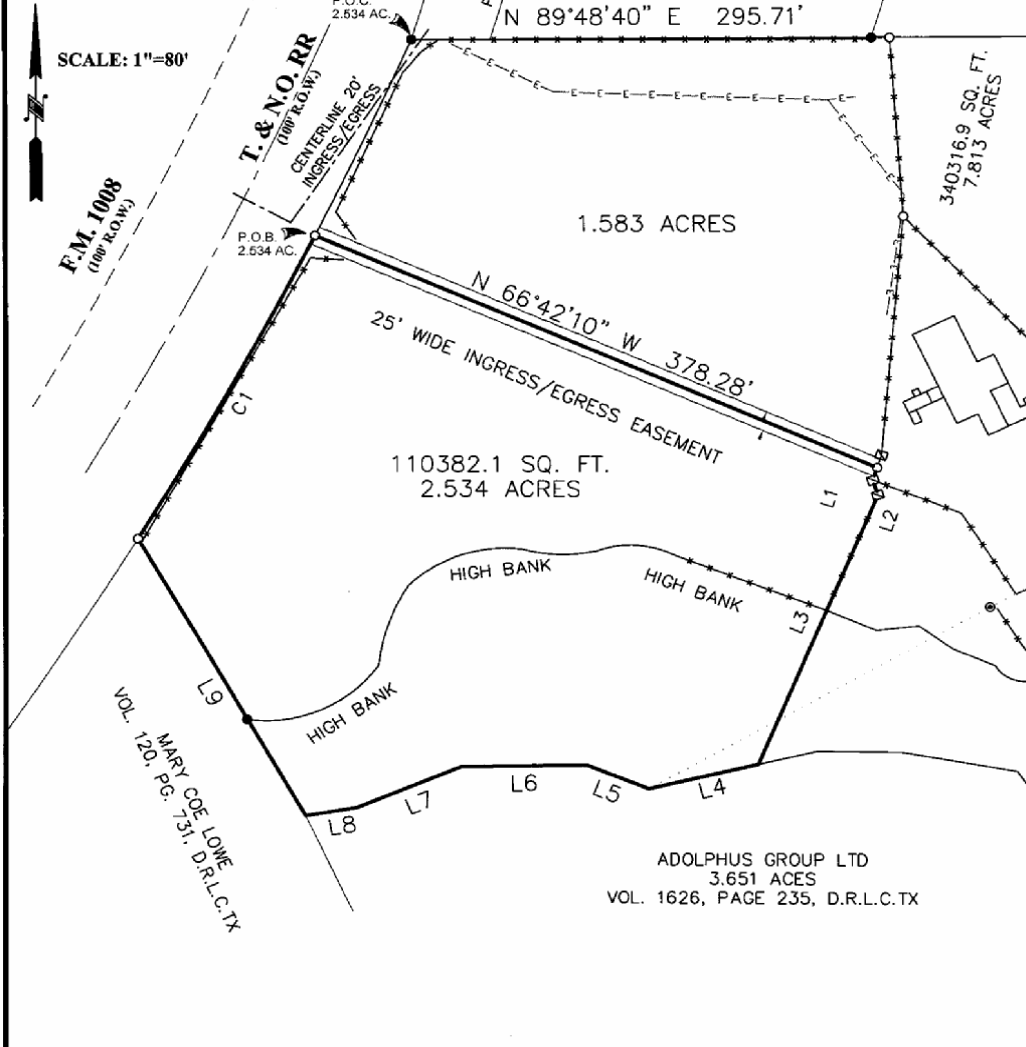 P.O.C.
2.534 AC.
N 89°48'40" E 295.71'
SCALE: 1"=80'
T. & N.O. RR
(100' R.O.W.)
CENTERLINE 20'
INGRESS/EGRESS
F.M. 1008
(100' R.O.W.)
340316.9 SQ. FT.
7.813 ACRES
1.583 ACRES
P.O.B.
2.534 AC.
N 66°42'10" W 378.28'
25' WIDE INGRESS/EGRESS EASEMENT
C1
110382.1 SQ. FT.
2.534 ACRES
L1
L2
HIGH BANK
HIGH BANK
L3
L9
HIGH BANK
L6
L5
L4
L7
L8
MARY COE LOWE
VOL. 120, PG. 731, D.R.L.C.TX
ADOLPHUS GROUP LTD
3.651 ACES
VOL. 1626, PAGE 235, D.R.L.C.TX